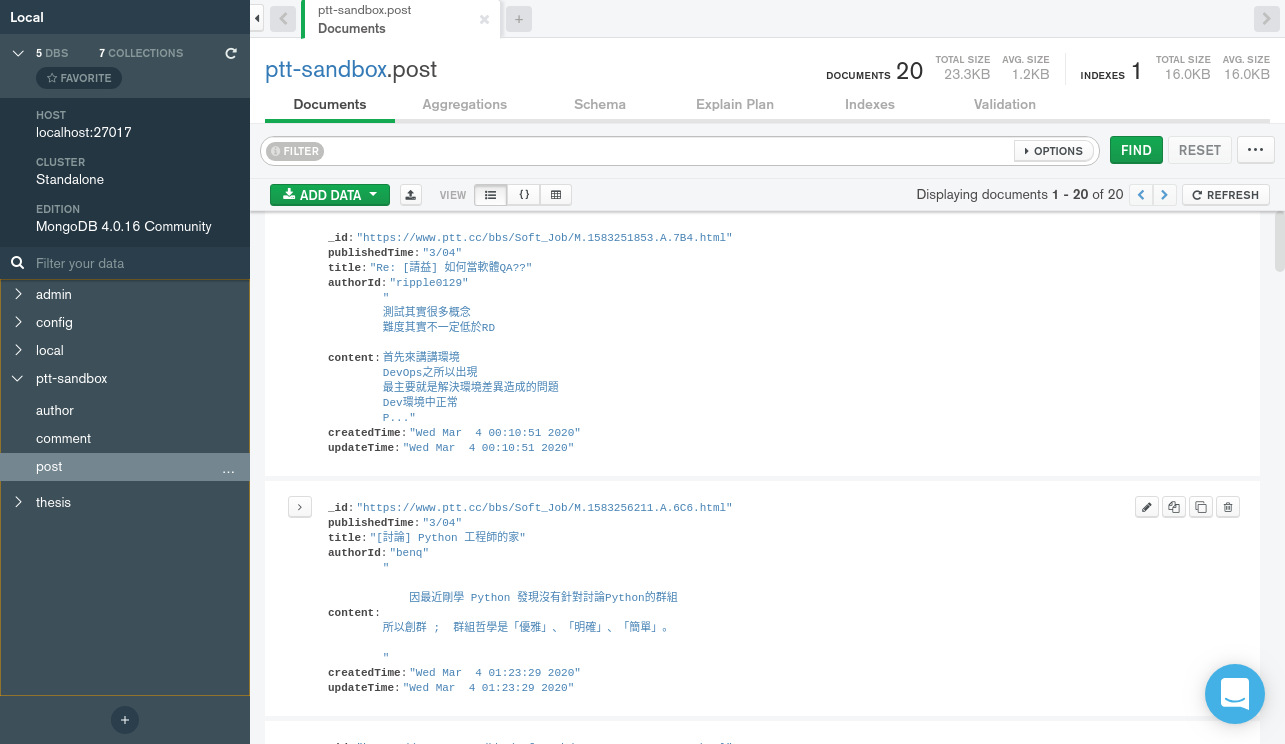 Local
5 DBS 7 COLLECTIONS
FAVORITE
HOST
localhost:27017
CLUSTER
Standalone
EDITION
MongoDB 4.0.16 Community
Filter your data
admin
config
local
ptt-sandbox
author
comment
post ...
thesis
+
ptt-sandbox.post
Documents
×
+
ptt-sandbox.post
DOCUMENTS 20 TOTAL SIZE 23.3KB AVG. SIZE 1.2KB INDEXES 1 TOTAL SIZE 16.0KB AVG. SIZE 16.0KB
Documents Aggregations Schema Explain Plan Indexes Validation
FILTER OPTIONS FIND RESET ...
ADD DATA VIEW { } Displaying documents 1 - 20 of 20 REFRESH
_id: "https://www.ptt.cc/bbs/Soft_Job/M.1583251853.A.7B4.html"
publishedTime: "3/04"
title: "Re: [請益] 如何當軟體QA??"
authorId: "ripple0129"
"
測試其實很多概念
難度其實不一定低於RD
content: 首先來講講環境
DevOps之所以出現
最主要就是解決環境差異造成的問題
Dev環境中正常
P..."
createdTime: "Wed Mar  4 00:10:51 2020"
updateTime: "Wed Mar  4 00:10:51 2020"
_id: "https://www.ptt.cc/bbs/Soft_Job/M.1583256211.A.6C6.html"
publishedTime: "3/04"
title: "[討論] Python 工程師的家"
authorId: "benq"
"
因最近剛學 Python 發現沒有針對討論Python的群組
content:
所以創群 ;  群組哲學是「優雅」、「明確」、「簡單」。
"
createdTime: "Wed Mar  4 01:23:29 2020"
updateTime: "Wed Mar  4 01:23:29 2020"